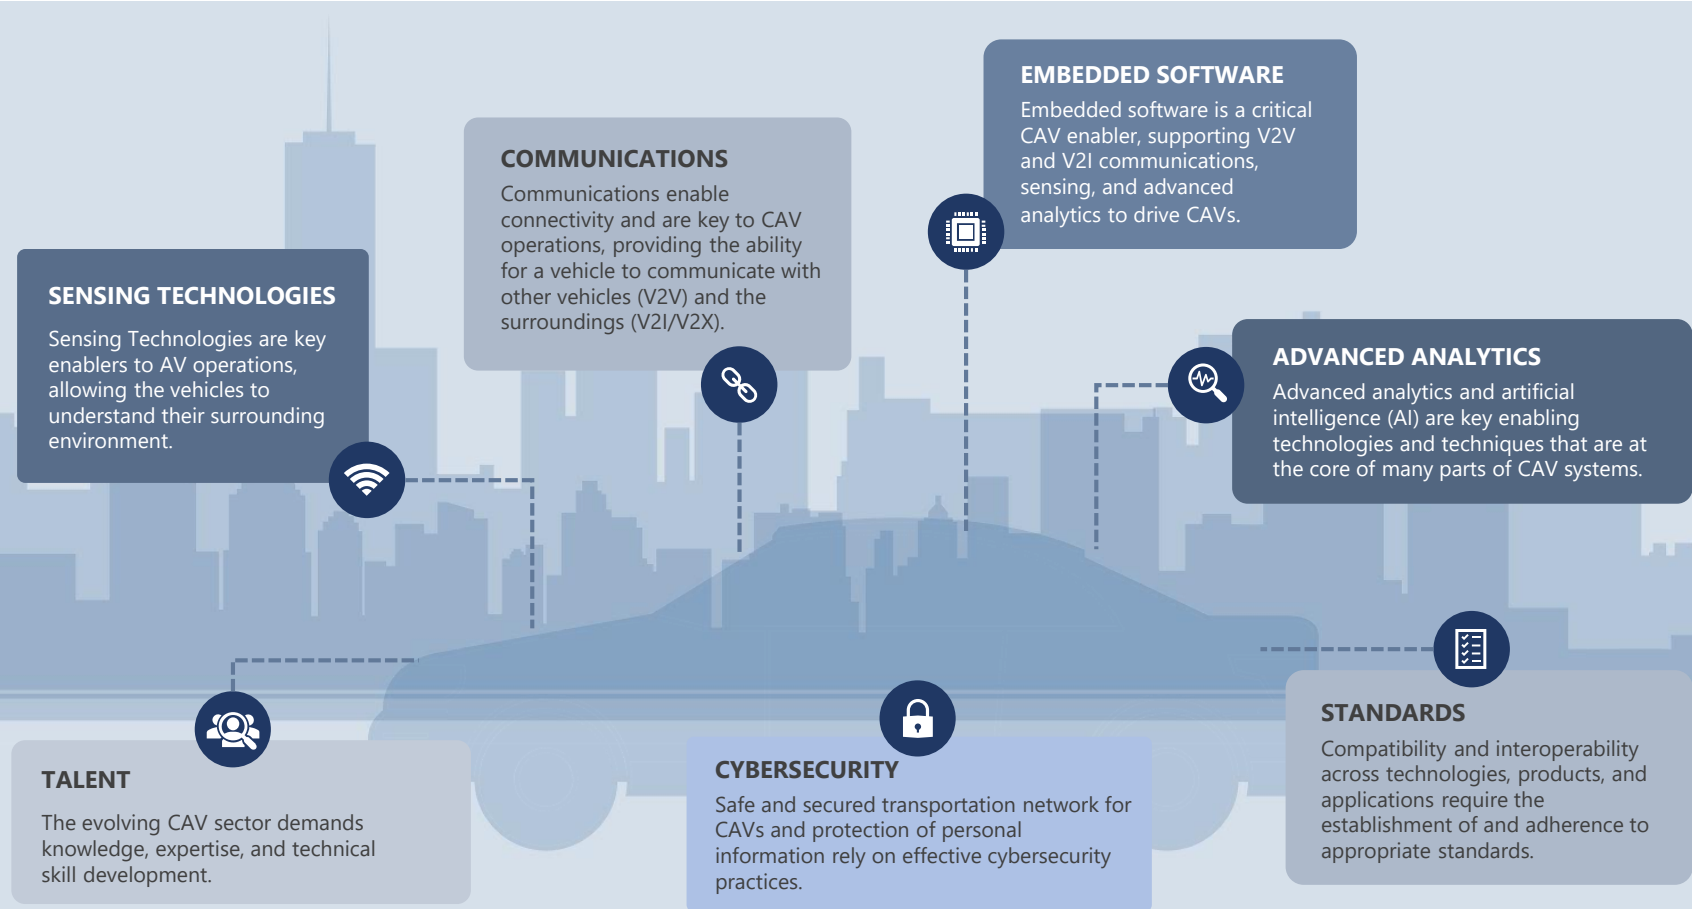 EMBEDDED SOFTWARE
Embedded software is a critical
CAV enabler, supporting V2V
and V2I communications,
sensing, and advanced
analytics to drive CAVs.
COMMUNICATIONS
Communications enable
connectivity and are key to CAV
operations, providing the ability
for a vehicle to communicate with
other vehicles (V2V) and the
surroundings (V2I/V2X).
SENSING TECHNOLOGIES
Sensing Technologies are key
enablers to AV operations,
allowing the vehicles to
understand their surrounding
environment.
ADVANCED ANALYTICS
Advanced analytics and artificial
intelligence (AI) are key enabling
technologies and techniques that are at
the core of many parts of CAV systems.
TALENT
The evolving CAV sector demands
knowledge, expertise, and technical
skill development.
CYBERSECURITY
Safe and secured transportation network for
CAVs and protection of personal
information rely on effective cybersecurity
practices.
STANDARDS
Compatibility and interoperability
across technologies, products, and
applications require the
establishment of and adherence to
appropriate standards.